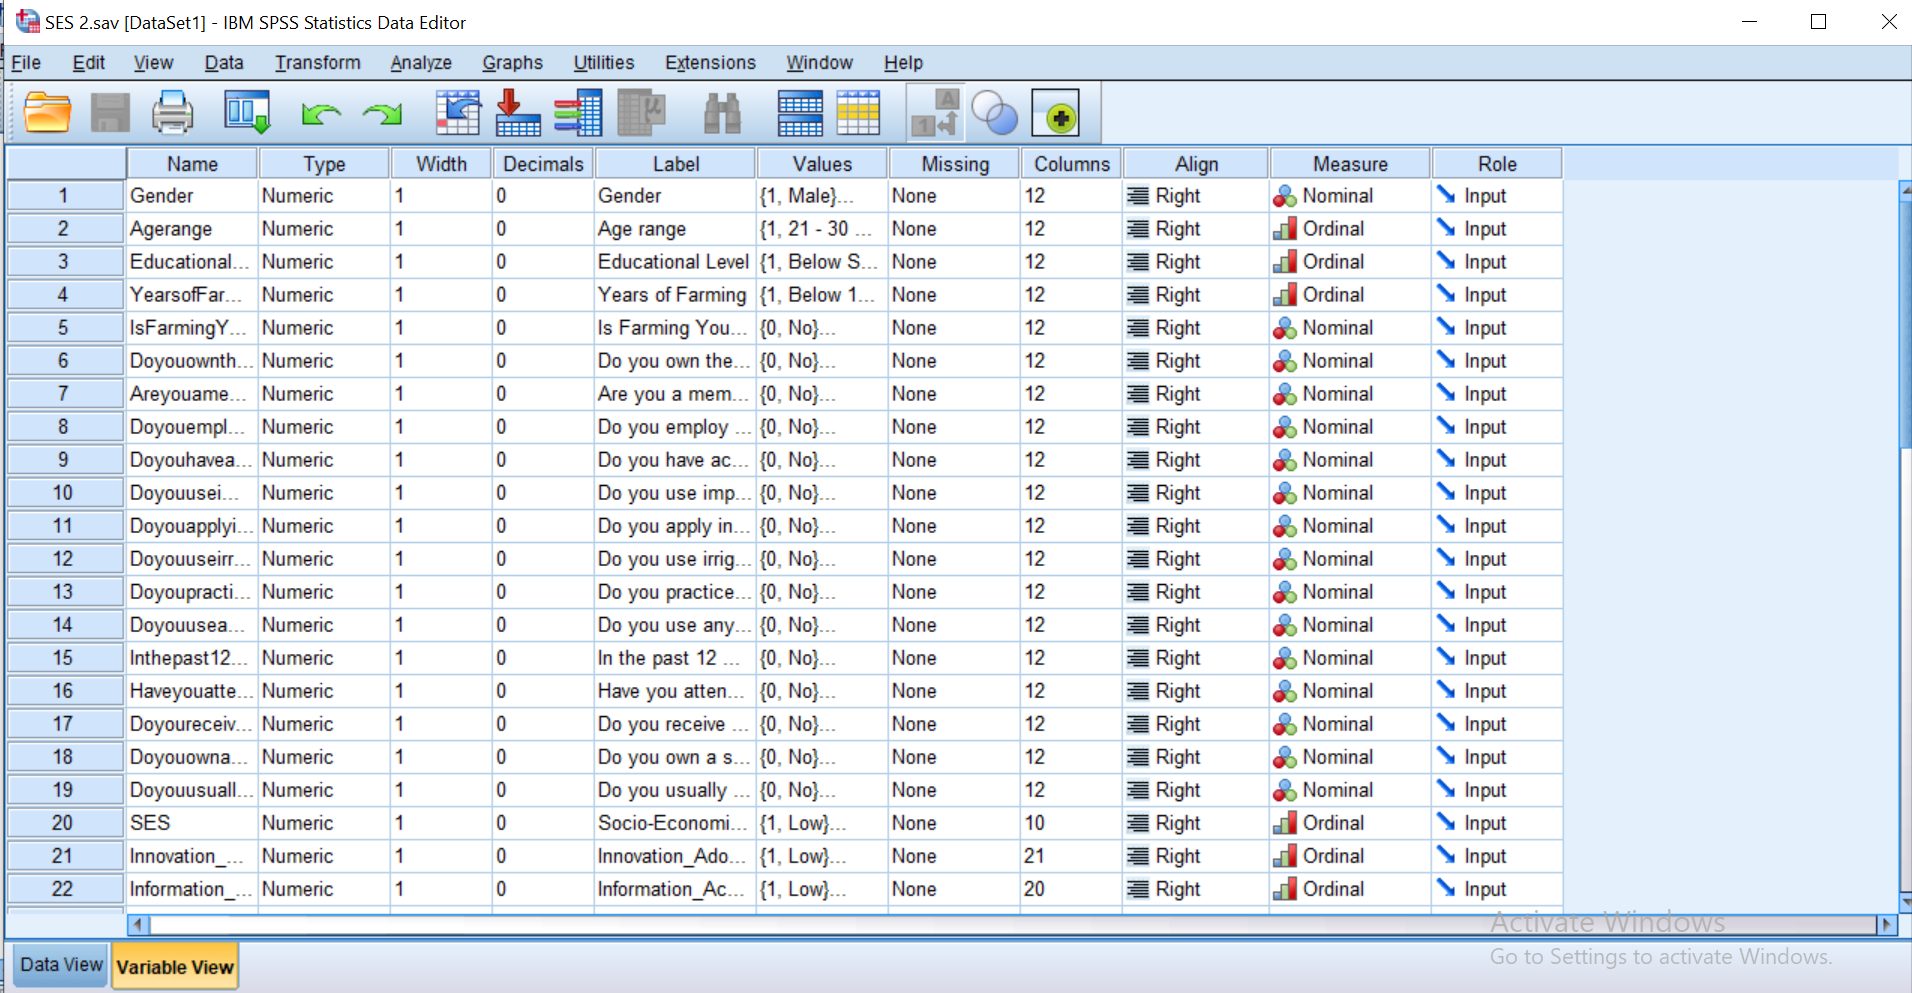 SES 2.sav [DataSet1] - IBM SPSS Statistics Data Editor
File Edit View Data Transform Analyze Graphs Utilities Extensions Window Help
Name Type Width Decimals Label Values Missing Columns Align Measure Role
1 Gender Numeric 1 0 Gender {1, Male}... None 12 Right Nominal Input
2 Agerange Numeric 1 0 Age range {1, 21 - 30 ... None 12 Right Ordinal Input
3 Educational... Numeric 1 0 Educational Level {1, Below S... None 12 Right Ordinal Input
4 YearsofFar... Numeric 1 0 Years of Farming {1, Below 1... None 12 Right Ordinal Input
5 IsFarmingY... Numeric 1 0 Is Farming You... {0, No}... None 12 Right Nominal Input
6 Doyouownth... Numeric 1 0 Do you own the... {0, No}... None 12 Right Nominal Input
7 Areyouame... Numeric 1 0 Are you a mem... {0, No}... None 12 Right Nominal Input
8 Doyouempl... Numeric 1 0 Do you employ ... {0, No}... None 12 Right Nominal Input
9 Doyouhavea... Numeric 1 0 Do you have ac... {0, No}... None 12 Right Nominal Input
10 Doyouusei... Numeric 1 0 Do you use imp... {0, No}... None 12 Right Nominal Input
11 Doyouapplyi... Numeric 1 0 Do you apply in... {0, No}... None 12 Right Nominal Input
12 Doyouuseirr... Numeric 1 0 Do you use irrig... {0, No}... None 12 Right Nominal Input
13 Doyoupracti... Numeric 1 0 Do you practice... {0, No}... None 12 Right Nominal Input
14 Doyouusea... Numeric 1 0 Do you use any... {0, No}... None 12 Right Nominal Input
15 Inthepast12... Numeric 1 0 In the past 12 ... {0, No}... None 12 Right Nominal Input
16 Haveyouatte... Numeric 1 0 Have you atten... {0, No}... None 12 Right Nominal Input
17 Doyoureceiv... Numeric 1 0 Do you receive ... {0, No}... None 12 Right Nominal Input
18 Doyouowna... Numeric 1 0 Do you own a s... {0, No}... None 12 Right Nominal Input
19 Doyouusuall... Numeric 1 0 Do you usually ... {0, No}... None 12 Right Nominal Input
20 SES Numeric 1 0 Socio-Economi... {1, Low}... None 10 Right Ordinal Input
21 Innovation_... Numeric 1 0 Innovation_Ado... {1, Low}... None 21 Right Ordinal Input
22 Information_... Numeric 1 0 Information_Ac... {1, Low}... None 20 Right Ordinal Input
Activate Windows
Go to Settings to activate Windows.
Data View Variable View